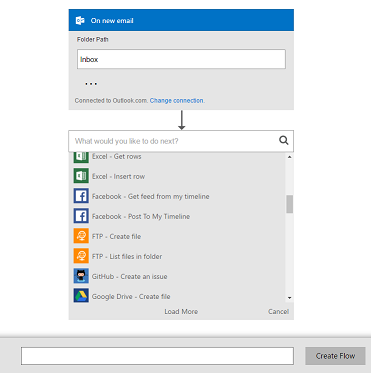 On new email
Folder Path
Inbox
...
Connected to Outlook.com. Change connection.
What would you like to do next?
Excel - Get rows
Excel - Insert row
Facebook - Get feed from my timeline
Facebook - Post To My Timeline
FTP - Create file
FTP - List files in folder
GitHub - Create an issue
Google Drive - Create file
Load More Cancel
Create Flow